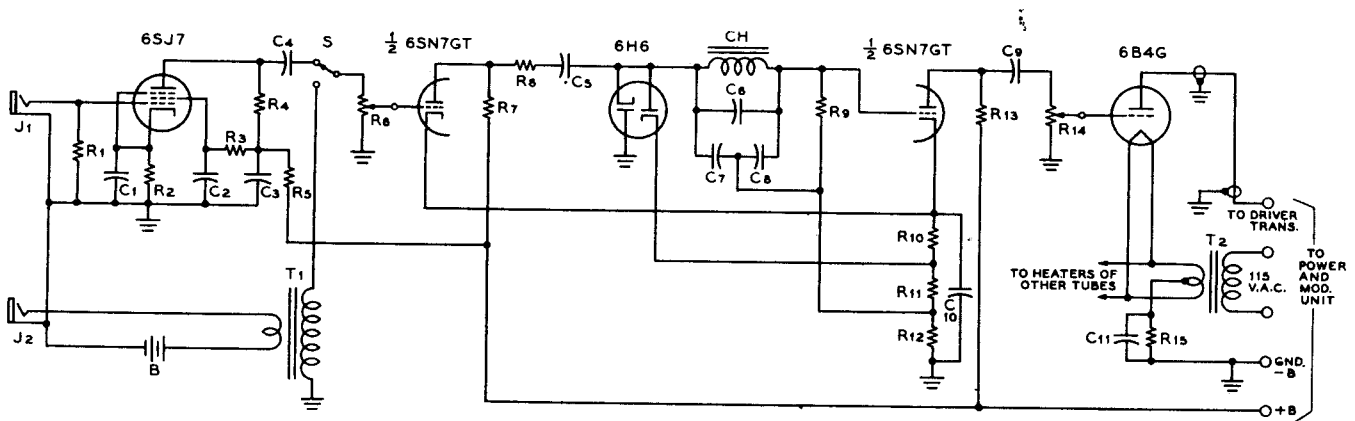 6SJ7
C4
S
½ 6SN7GT
6H6
CH
½ 6SN7GT
C9
6B4G
J1
R1
R4
R3
C1
R2
C2
C3
R5
R6
R7
R8
C5
C6
C7
C8
R9
R13
R14
R10
R11
R12
C10
TO DRIVER
TRANS.
T2
115
V.A.C.
TO
POWER
AND
MOD.
UNIT
TO HEATERS OF
OTHER TUBES
C11
R15
GND.
-B
+B
J2
B
T1